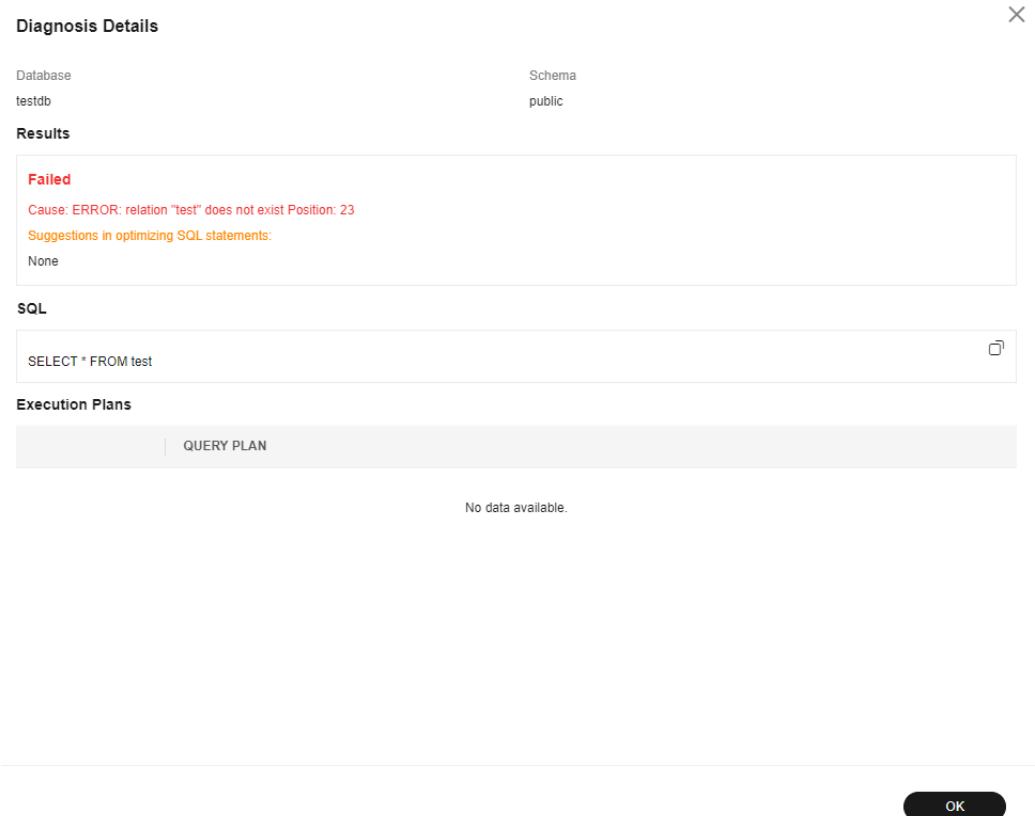 Diagnosis Details
Database Schema
testdb public
Results
Failed
Cause: ERROR: relation "test" does not exist Position: 23
Suggestions in optimizing SQL statements:
None
SQL
SELECT * FROM test
Execution Plans
QUERY PLAN
No data available.
OK